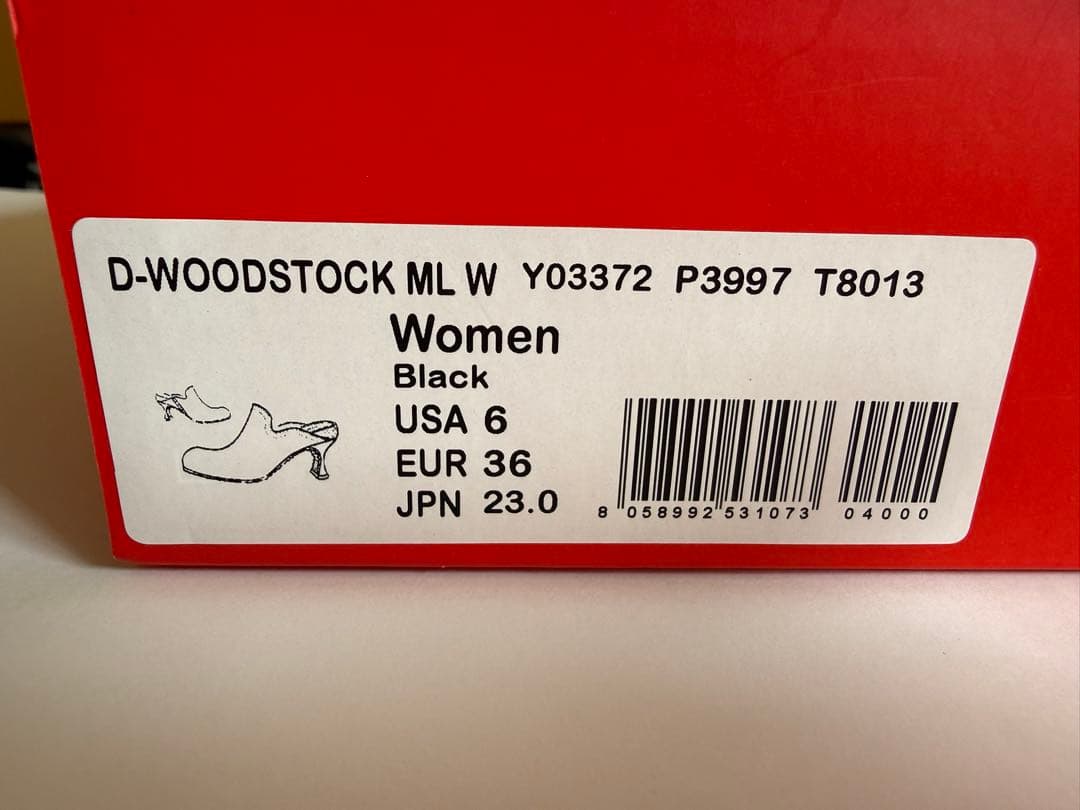 D-WOODSTOCK ML W Y03372 P3997 T8013
Women
Black
USA 6
EUR 36
JPN 23.0
8 058992 531073 04000